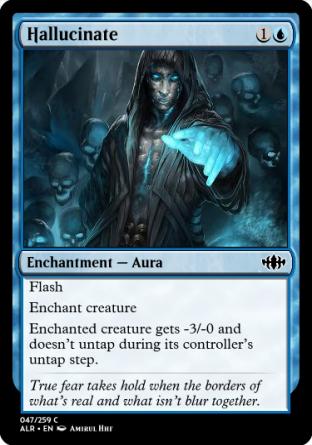 Hallucinate 1
Enchantment — Aura
Flash
Enchant creature
Enchanted creature gets -3/-0 and
doesn't untap during its controller's
untap step.
True fear takes hold when the borders of
what's real and what isn't blur together.
047/259 C
ALR • EN Amirul Hhf